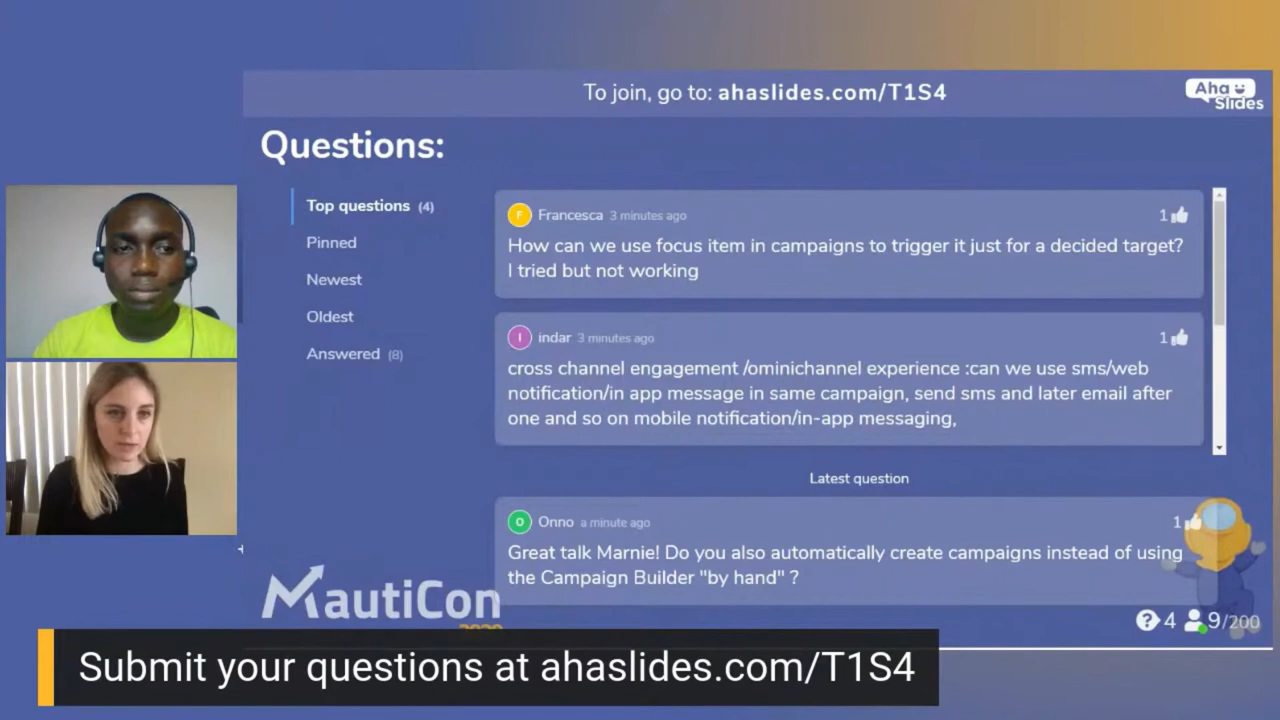 To join, go to: ahaslides.com/T1S4
Aha
Slides
Questions:
Top questions (4)
Pinned
Newest
Oldest
Answered (8)
F Francesca 3 minutes ago 1
How can we use focus item in campaigns to trigger it just for a decided target?
I tried but not working
I indar 3 minutes ago 1
cross channel engagement /ominichannel experience :can we use sms/web
notification/in app message in same campaign, send sms and later email after
one and so on mobile notification/in-app messaging,
Latest question
O Onno a minute ago 1
Great talk Marnie! Do you also automatically create campaigns instead of using
the Campaign Builder "by hand" ?
MautiCon
4 9/200
Submit your questions at ahaslides.com/T1S4